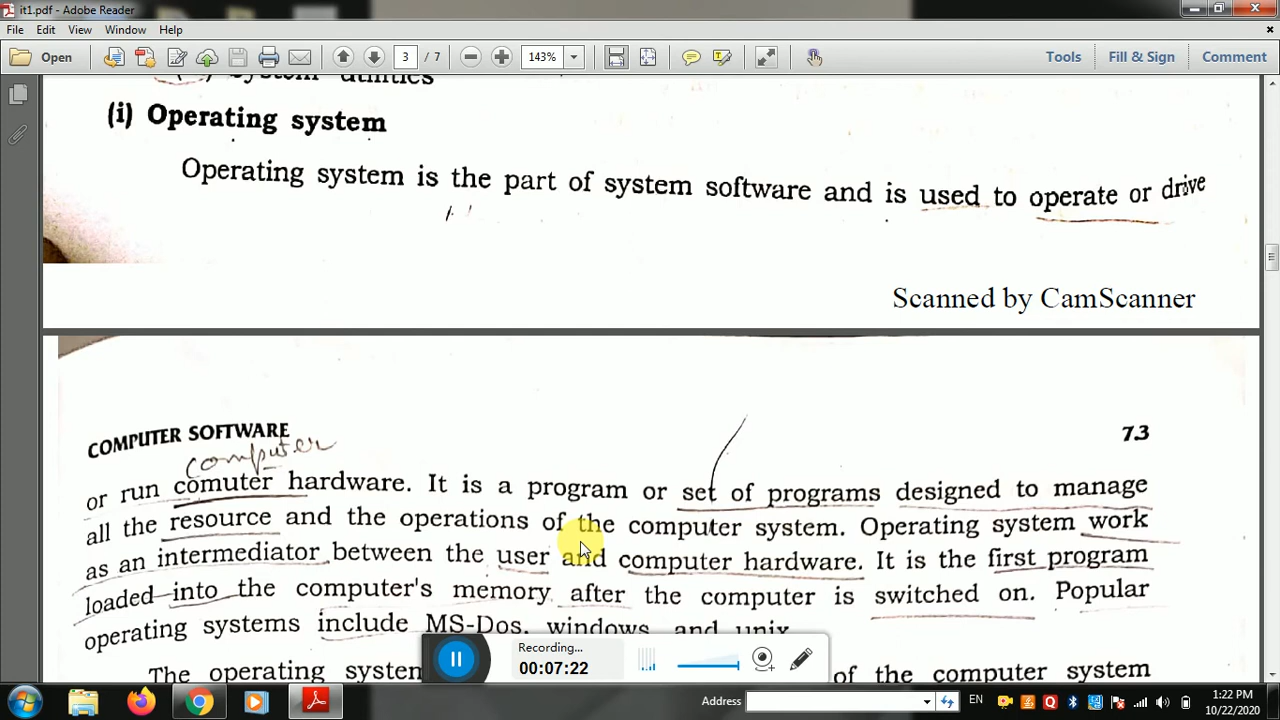 it1.pdf - Adobe Reader
File Edit View Window Help
Open 3 / 7 143% Tools Fill & Sign Comment
System utilities
(i) Operating system
Operating system is the part of system software and is used to operate or drive
Scanned by CamScanner
COMPUTER SOFTWARE 7.3
computer
or run comuter hardware. It is a program or set of programs designed to manage
all the resource and the operations of the computer system. Operating system work
as an intermediator between the user and computer hardware. It is the first program
loaded into the computer's memory after the computer is switched on. Popular
operating systems include MS-Dos, windows and unix
The operating system of the computer system
Recording...
00:07:22
Address EN 1:22 PM
10/22/2020